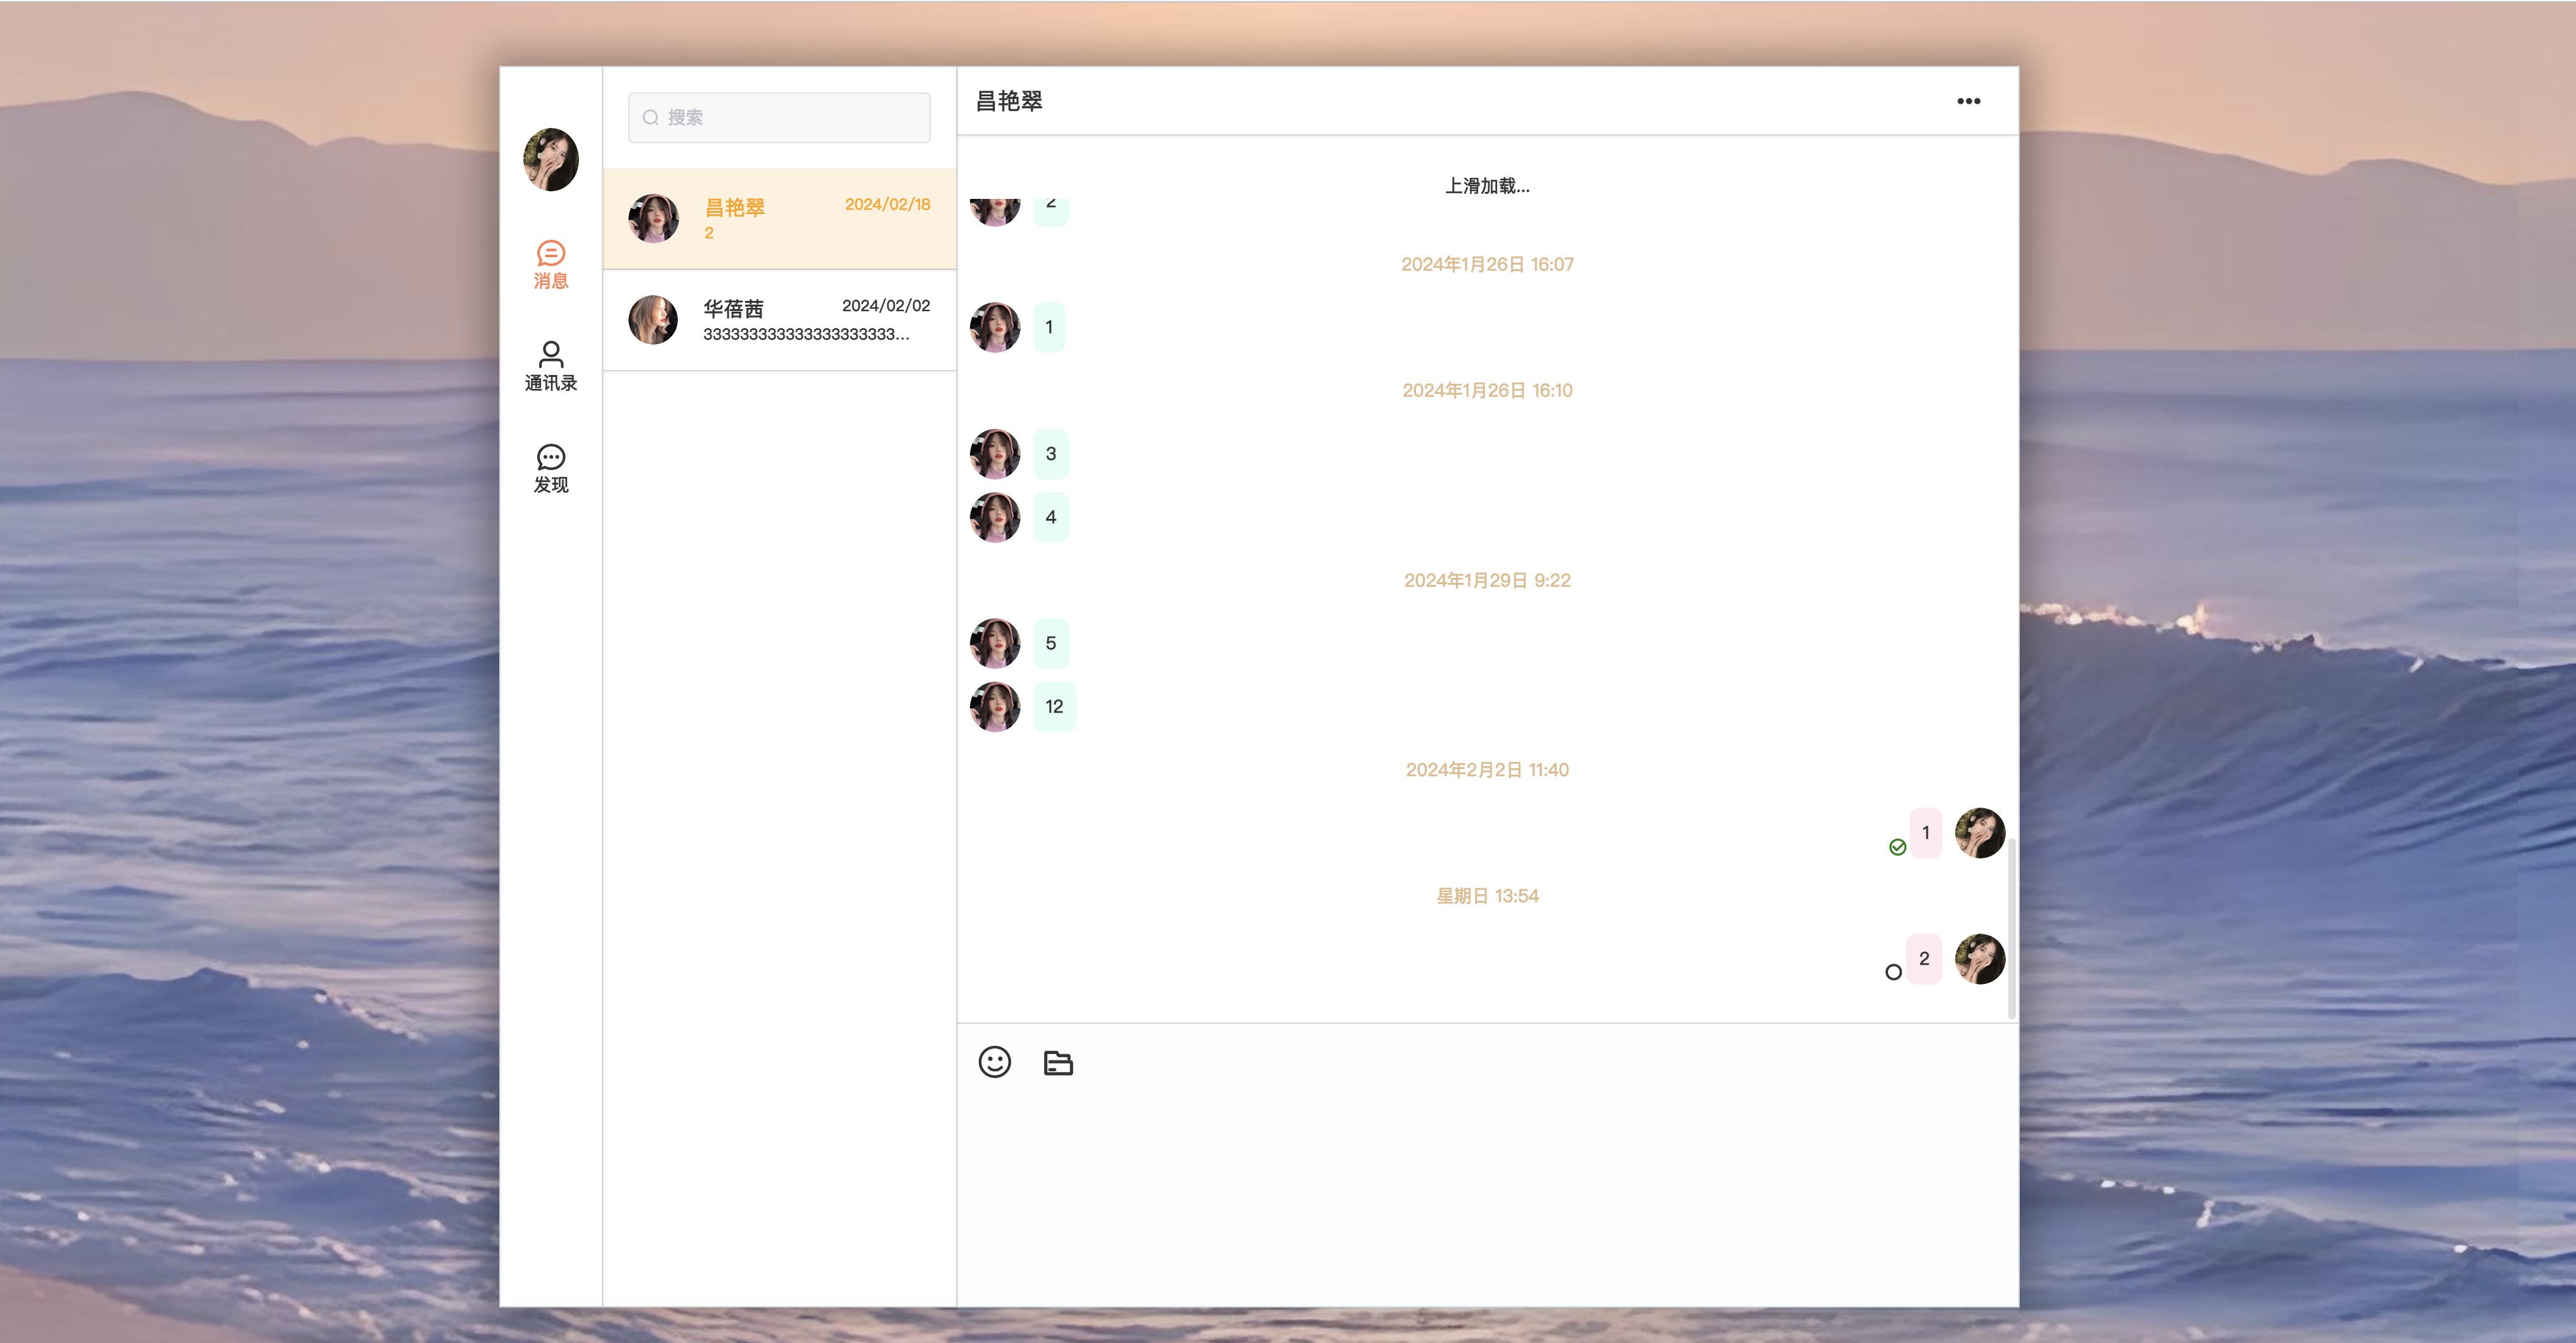 消息
通讯录
发现
搜索
昌艳翠 2024/02/18
2
华蓓茜 2024/02/02
333333333333333333333...
昌艳翠
上滑加载...
2
2024年1月26日 16:07
1
2024年1月26日 16:10
3
4
2024年1月29日 9:22
5
12
2024年2月2日 11:40
1
星期日 13:54
2